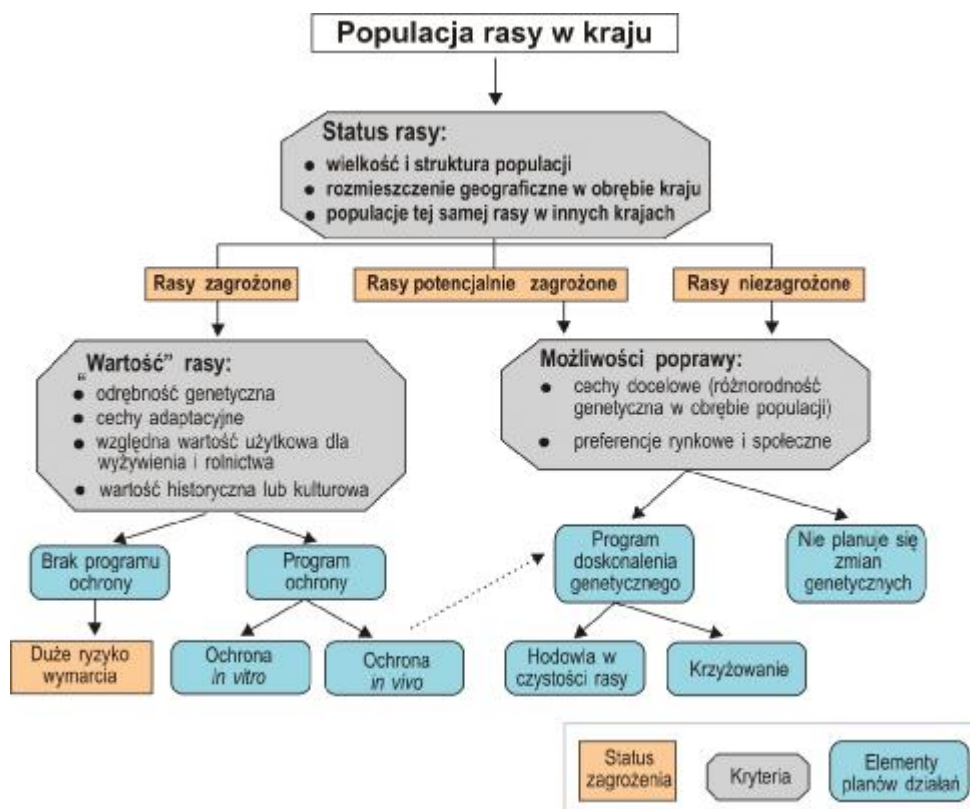 Populacja rasy w kraju
Status rasy:
● wielkość i struktura populacji
● rozmieszczenie geograficzne w obrębie kraju
● populacje tej samej rasy w innych krajach
Rasy zagrożone
Rasy potencjalnie zagrożone
Rasy niezagrożone
„Wartość” rasy:
● odrębność genetyczna
● cechy adaptacyjne
● względna wartość użytkowa dla
wyżywienia i rolnictwa
● wartość historyczna lub kulturowa
Możliwości poprawy:
● cechy docelowe (różnorodność
genetyczna w obrębie populacji)
● preferencje rynkowe i społeczne
Brak programu
ochrony
Program
ochrony
Program
doskonalenia
genetycznego
Nie planuje się
zmian
genetycznych
Duże ryzyko
wymarcia
Ochrona
in vitro
Ochrona
in vivo
Hodowla w
czystości rasy
Krzyżowanie
Status
zagrożenia
Kryteria
Elementy
planów działań